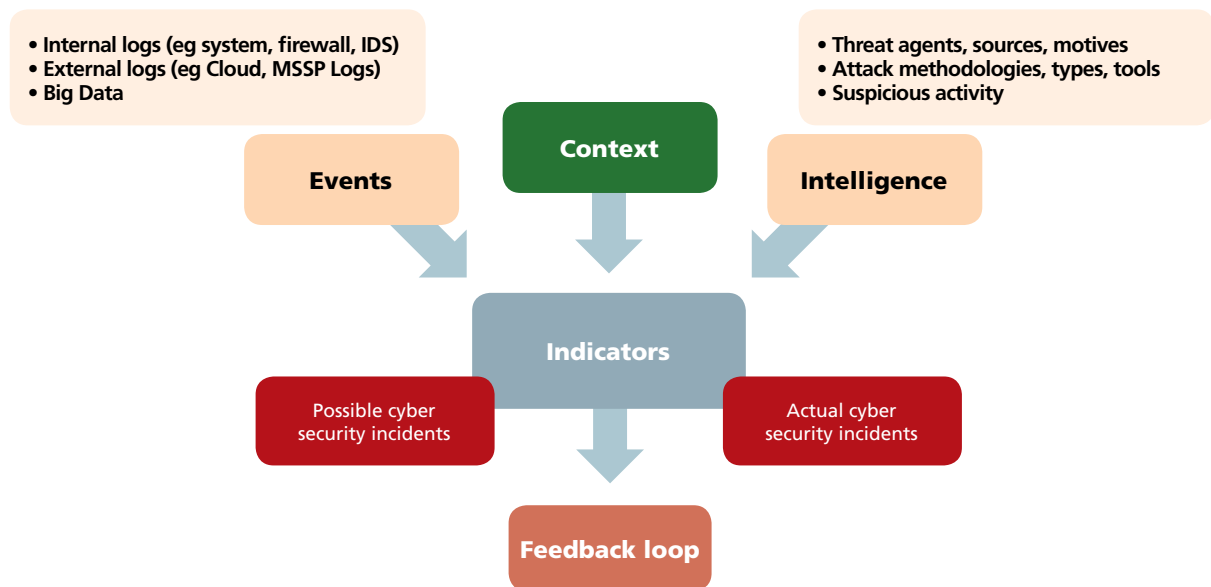 • Internal logs (eg system, firewall, IDS)
• External logs (eg Cloud, MSSP Logs)
• Big Data
• Threat agents, sources, motives
• Attack methodologies, types, tools
• Suspicious activity
Context
Events
Intelligence
Indicators
Possible cyber
security incidents
Actual cyber
security incidents
Feedback loop